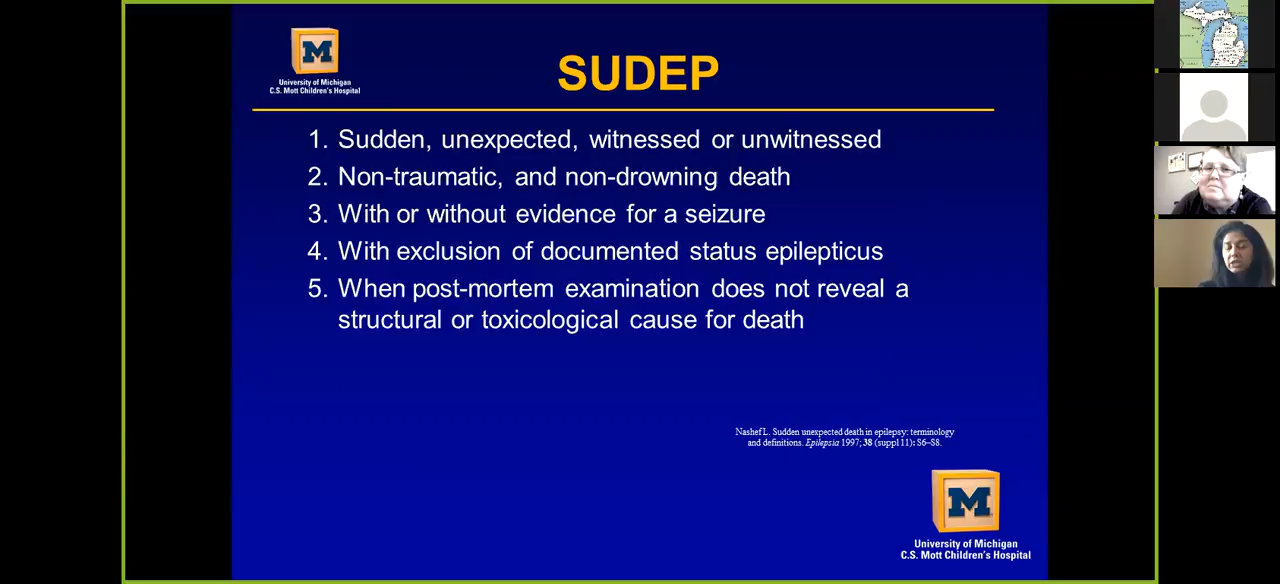 M
University of Michigan
C.S. Mott Children's Hospital
SUDEP
1. Sudden, unexpected, witnessed or unwitnessed
2. Non-traumatic, and non-drowning death
3. With or without evidence for a seizure
4. With exclusion of documented status epilepticus
5. When post-mortem examination does not reveal a
structural or toxicological cause for death
Nashef L. Sudden unexpected death in epilepsy: terminology
and definitions. Epilepsia 1997; 38 (suppl 11): S6–S8.
M
University of Michigan
C.S. Mott Children's Hospital